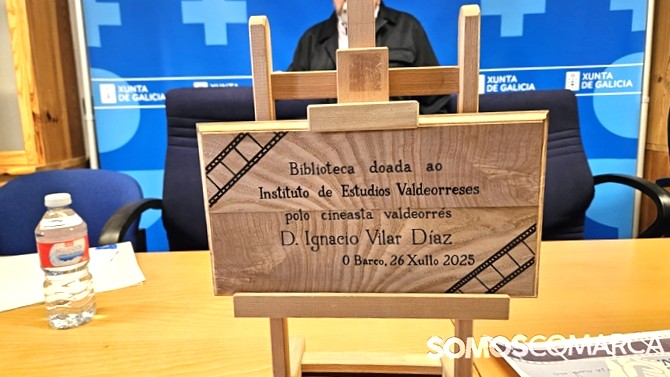 XUNTA
DE GALICIA
XUNTA
XUNTA
DE GALICIA
XUNTA
DE GALICIA
Biblioteca doada ao
Instituto de Estudios Valdeorreses
polo cineasta valdeorrés
D. Ignacio Vilar Díaz
O Barco, 26 Xullo 2025
SOMOSCOMARCA